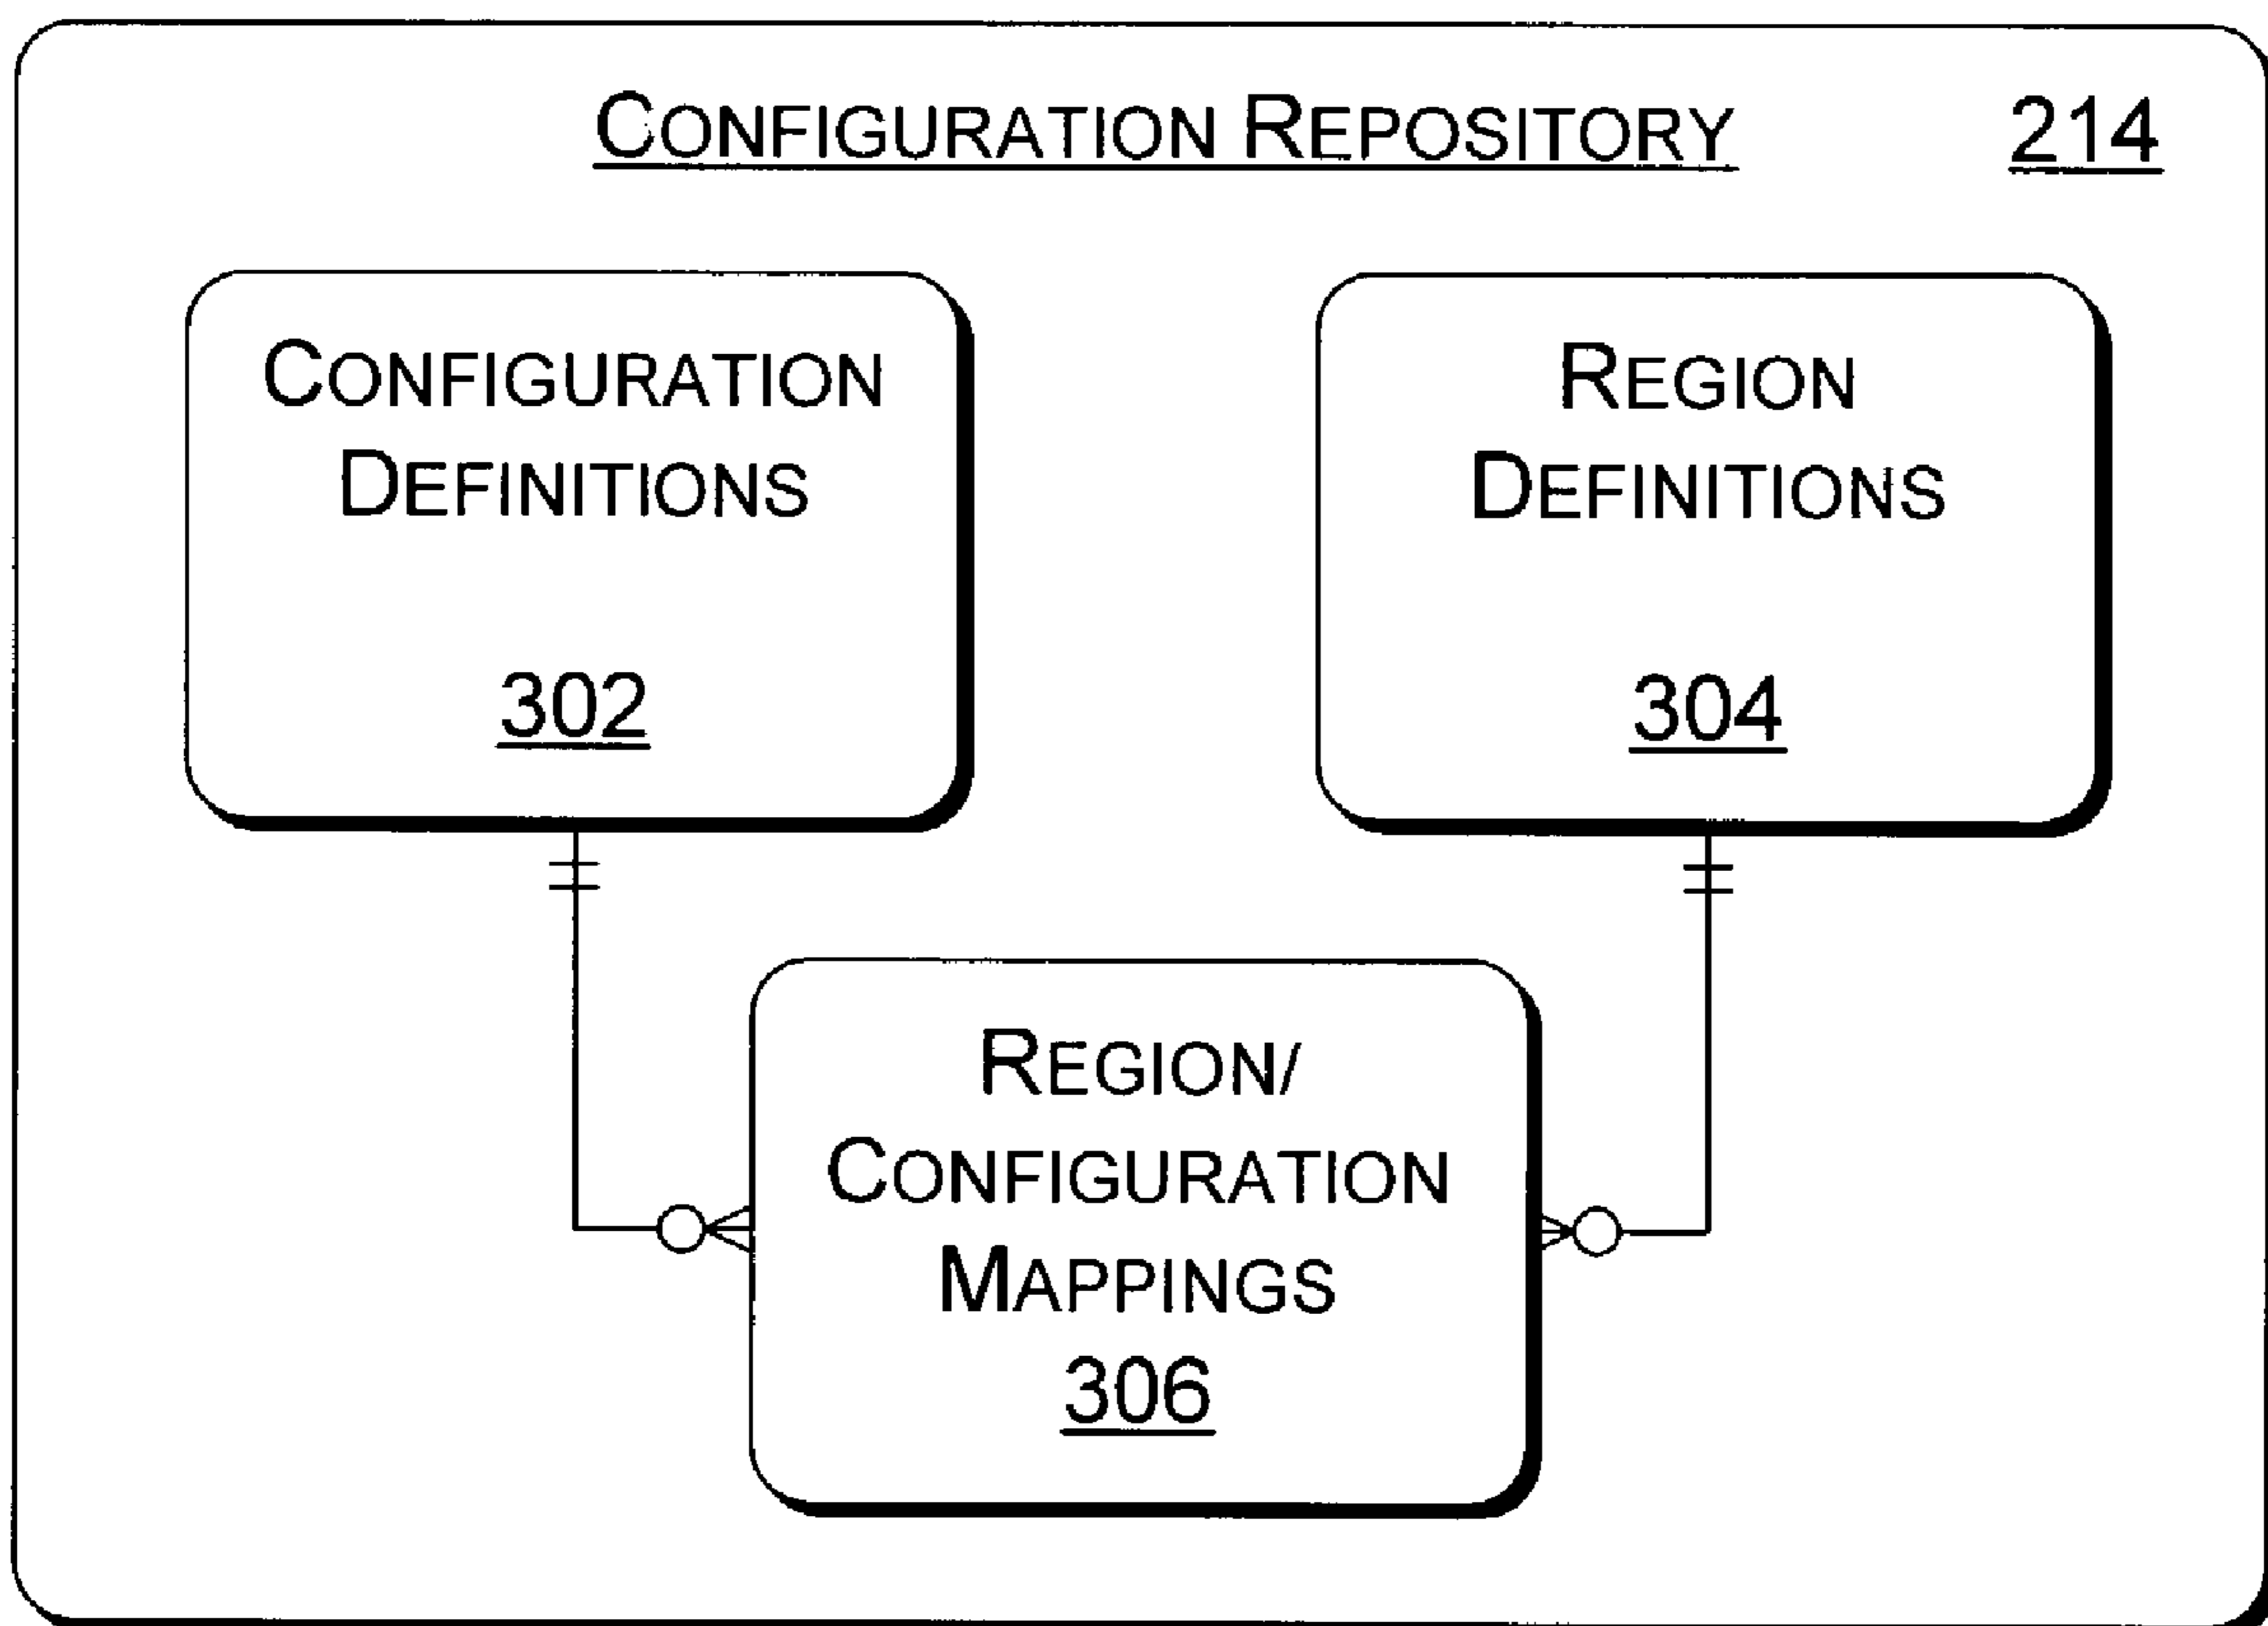 CONFIGURATION REPOSITORY 214
CONFIGURATION
DEFINITIONS
302
REGION
DEFINITIONS
304
REGION/
CONFIGURATION
MAPPINGS
306